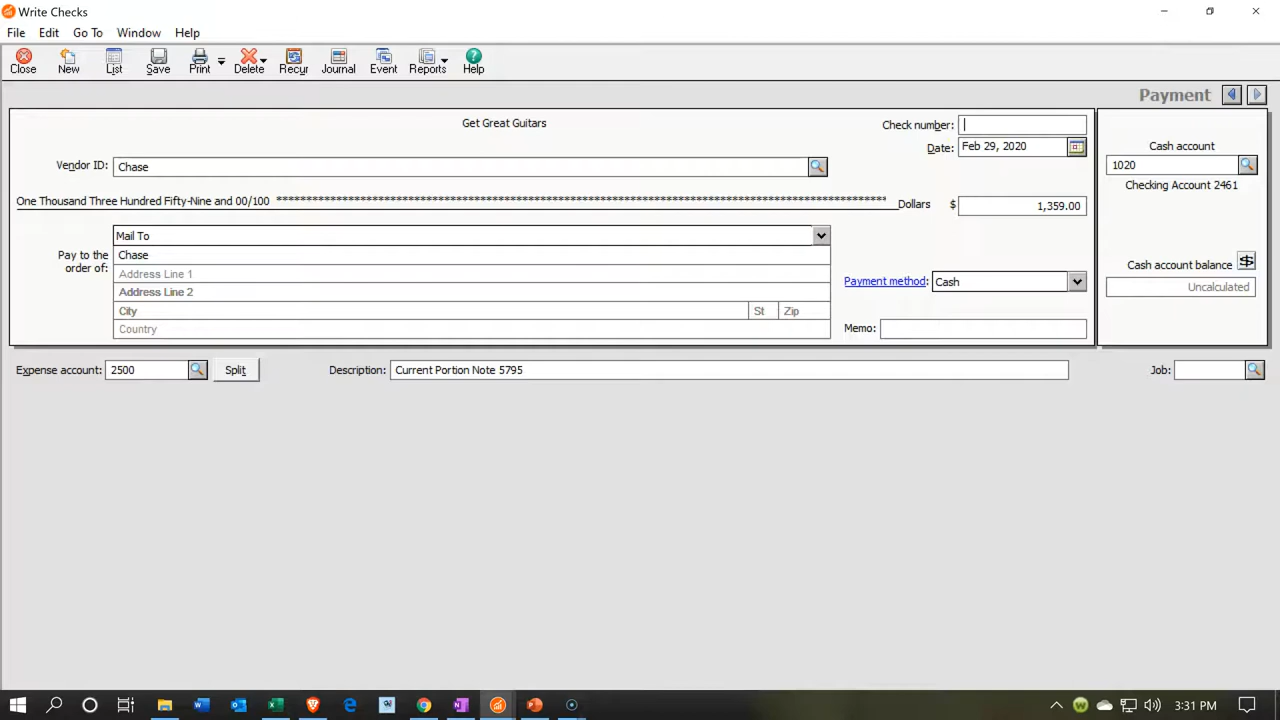 Write Checks
File Edit Go To Window Help
Close New List Save Print Delete Recur Journal Event Reports Help
Payment
Get Great Guitars
Check number:
Date: Feb 29, 2020
Cash account
1020
Checking Account 2461
Vendor ID: Chase
One Thousand Three Hundred Fifty-Nine and 00/100 ****************************************************************************************************** Dollars $ 1,359.00
Mail To
Pay to the order of: Chase
Address Line 1
Address Line 2
City St Zip
Country
Payment method: Cash
Memo:
Cash account balance
Uncalculated
Expense account: 2500 Split Description: Current Portion Note 5795 Job:
3:31 PM